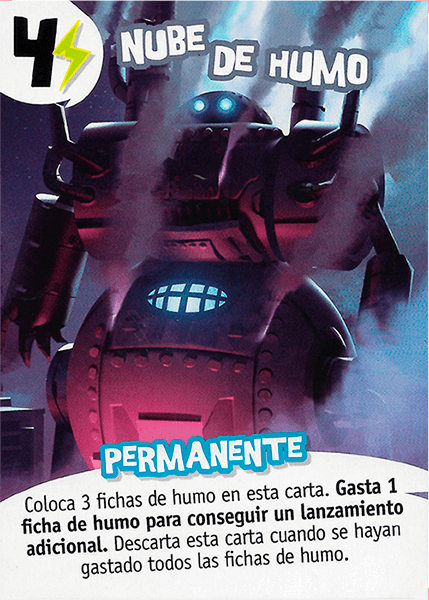 4
NUBE DE HUMO
PERMANENTE
Coloca 3 fichas de humo en esta carta. Gasta 1
ficha de humo para conseguir un lanzamiento
adicional. Descarta esta carta cuando se hayan
gastado todos las fichas de humo.